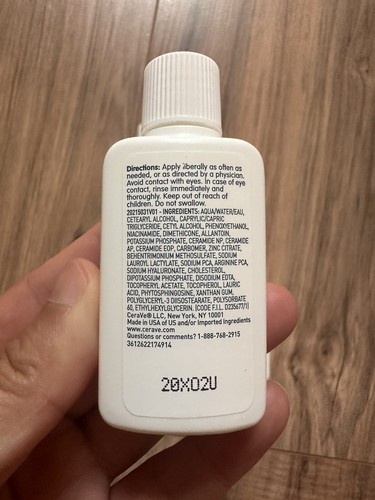 Directions: Apply liberally as often as
needed, or as directed by a physician.
Avoid contact with eyes. In case of eye
contact, rinse immediately and
thoroughly. Keep out of reach of
children. Do not swallow.
20215031V01 - INGREDIENTS: AQUA/WATER/EAU,
CETEARYL ALCOHOL, CAPRYLIC/CAPRIC
TRIGLYCERIDE, CETYL ALCOHOL, PHENOXYETHANOL,
NIACINAMIDE, DIMETHICONE, ALLANTOIN,
POTASSIUM PHOSPHATE, CERAMIDE NP, CERAMIDE
AP, CERAMIDE EOP, CARBOMER, ZINC CITRATE,
BEHENTRIMONIUM METHOSULFATE, SODIUM
LAUROYL LACTYLATE, SODIUM PCA, ARGININE PCA,
SODIUM HYALURONATE, CHOLESTEROL,
DIPOTASSIUM PHOSPHATE, DISODIUM EDTA,
TOCOPHERYL ACETATE, TOCOPHEROL, LAURIC
ACID, PHYTOSPHINGOSINE, XANTHAN GUM,
POLYGLYCERYL-3 DIISOSTEARATE, POLYSORBATE
60, ETHYLHEXYLGLYCERIN. (CODE F.I.L. D235677/1)
CeraVe® LLC, New York, NY 10001
Made in USA of US and/or imported ingredients
www.cerave.com
Questions or comments? 1-888-768-2915
3612622174914
20X02U